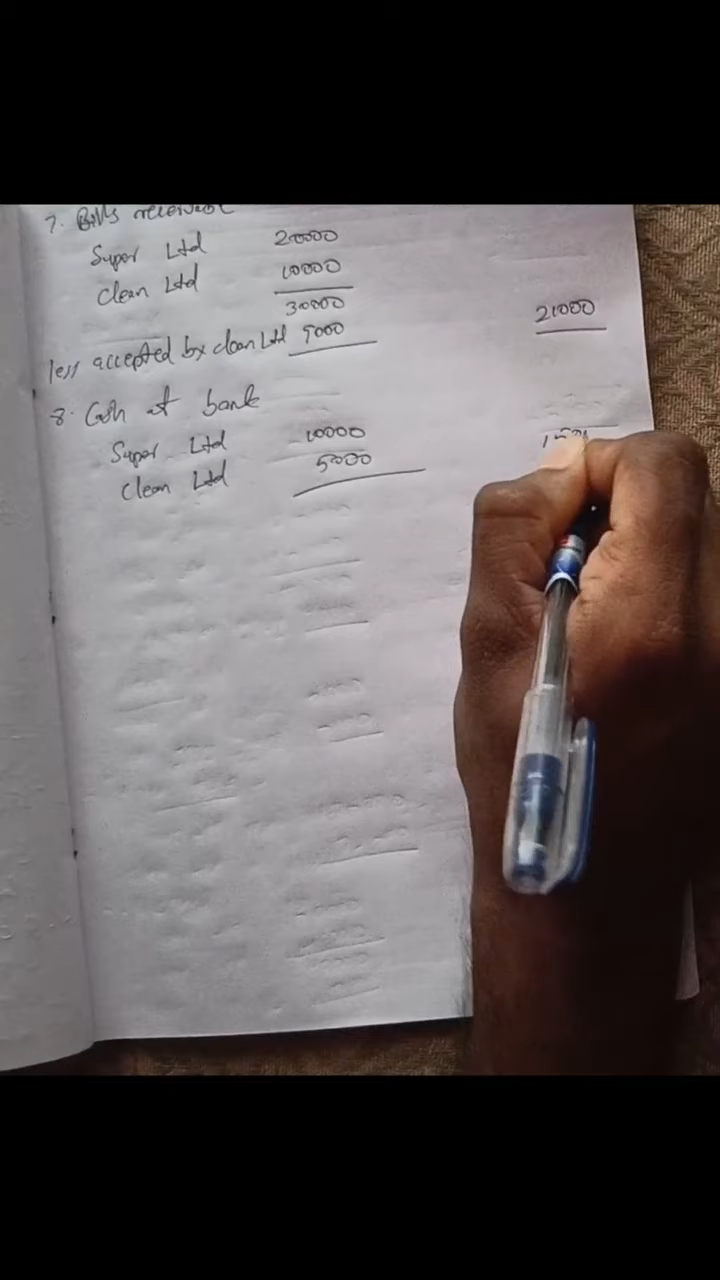 7. Bills receivable
Super Ltd 20000
Clean Ltd 10000
30000
less accepted by clean Ltd 9000 21000
8. Cash at bank
Super Ltd 10000
Clean Ltd 5000